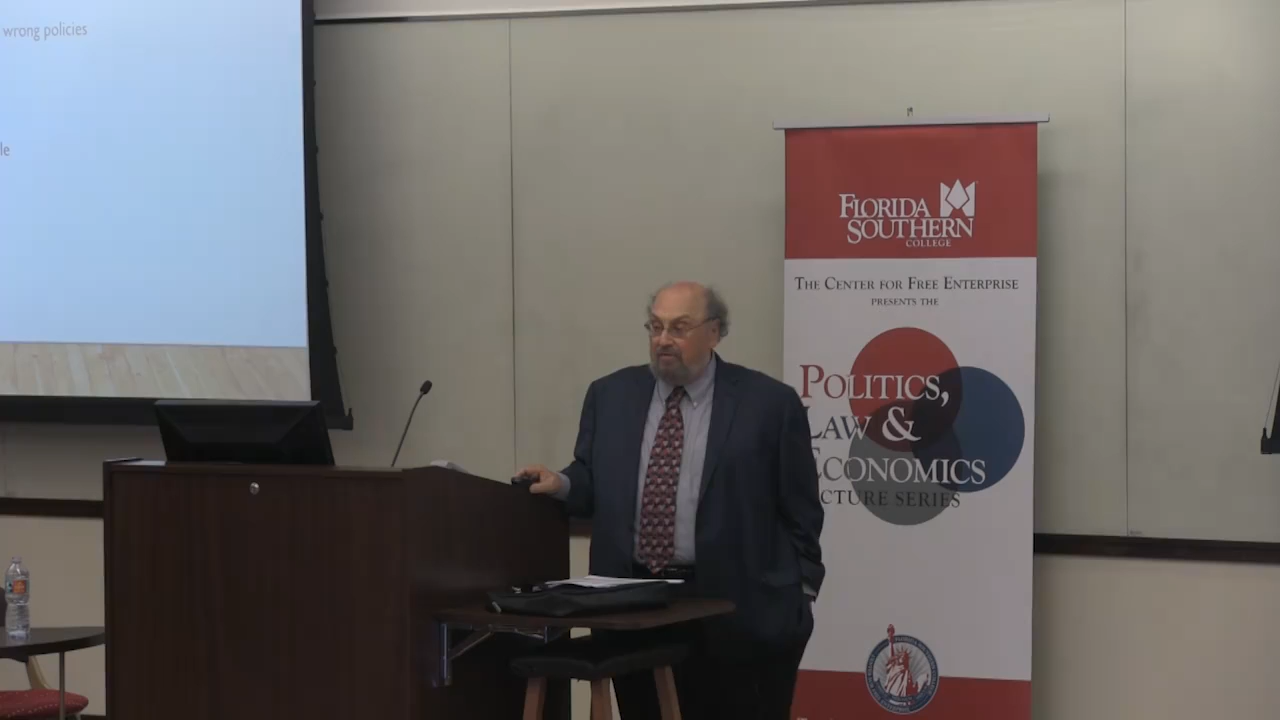 wrong policies
le
FLORIDA
SOUTHERN
COLLEGE
THE CENTER FOR FREE ENTERPRISE
PRESENTS THE
POLITICS,
LAW &
ECONOMICS
CTURE SERIES